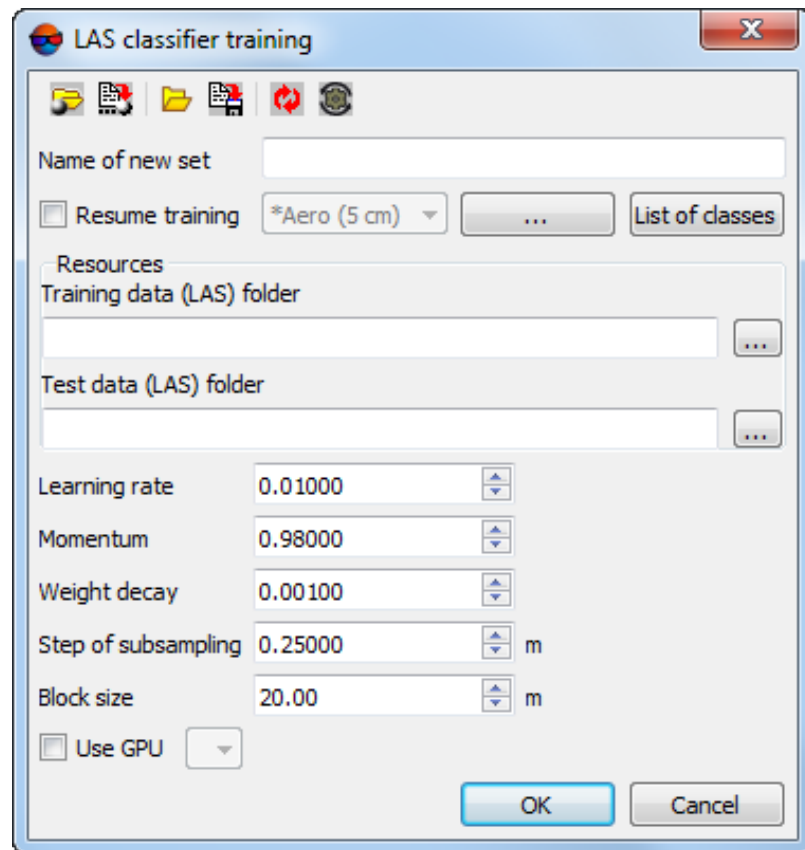 LAS classifier training
Name of new set
Resume training *Aero (5 cm) ... List of classes
Resources
Training data (LAS) folder
...
Test data (LAS) folder
...
Learning rate 0.01000
Momentum 0.98000
Weight decay 0.00100
Step of subsampling 0.25000 m
Block size 20.00 m
Use GPU
OK Cancel